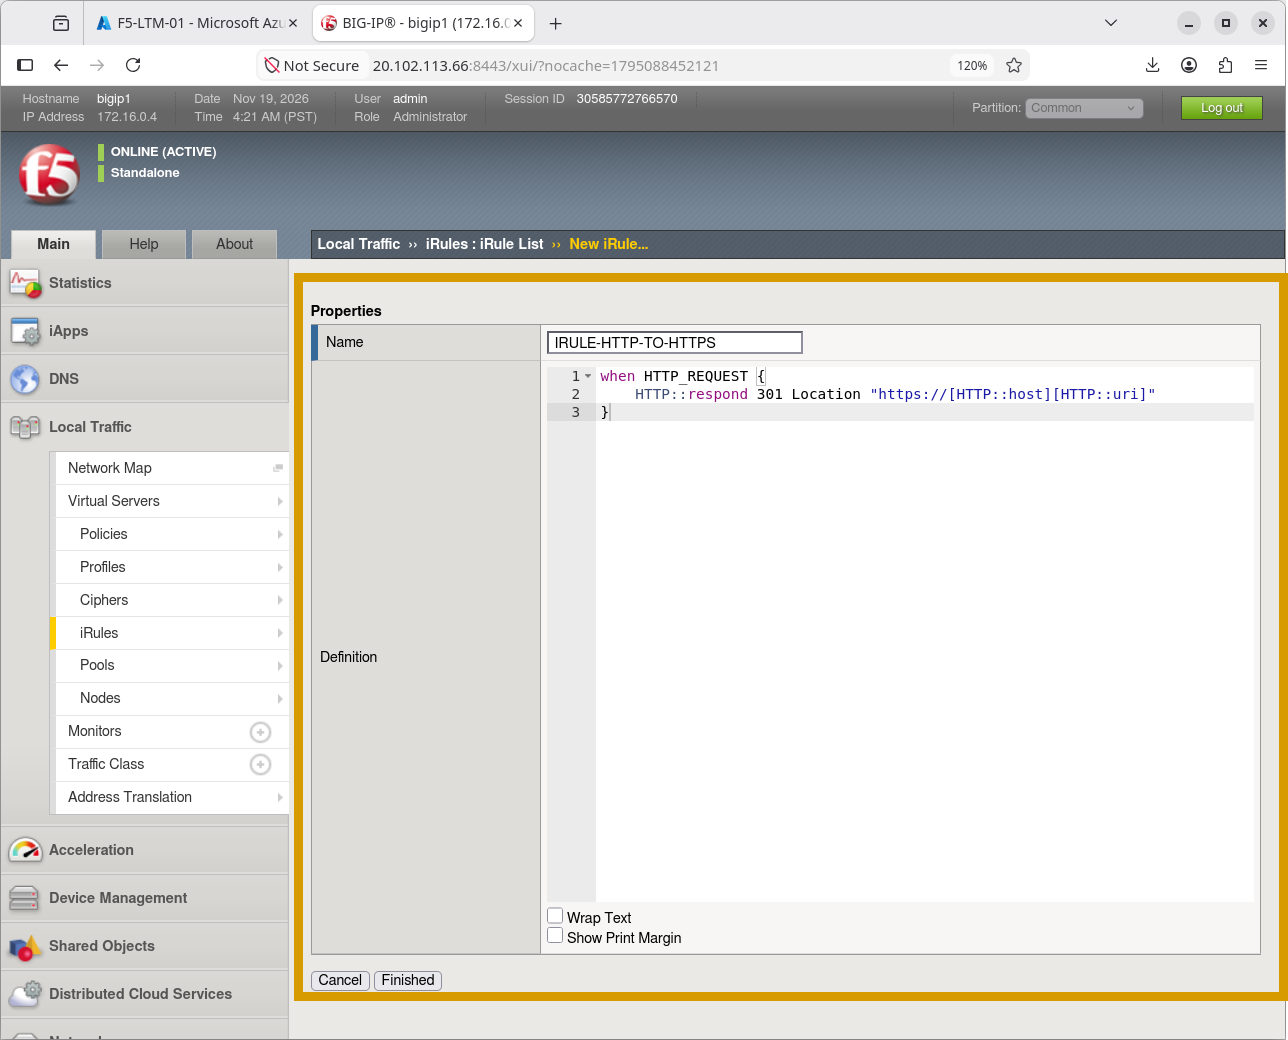 F5-LTM-01 - Microsoft Azu
BIG-IP® - bigip1 (172.16.0
Not Secure
20.102.113.66:8443/xui/?nocache=1795088452121
120%
Hostname bigip1
IP Address 172.16.0.4
Date Nov 19, 2026
Time 4:21 AM (PST)
User admin
Role Administrator
Session ID 30585772766570
Partition: Common
Log out
f5
ONLINE (ACTIVE)
Standalone
Main
Help
About
Local Traffic ›› iRules : iRule List ›› New iRule...
Statistics
iApps
DNS
Local Traffic
Network Map
Virtual Servers
Policies
Profiles
Ciphers
iRules
Pools
Nodes
Monitors
Traffic Class
Address Translation
Acceleration
Device Management
Shared Objects
Distributed Cloud Services
Properties
Name
IRULE-HTTP-TO-HTTPS
Definition
1 when HTTP_REQUEST {
2 HTTP::respond 301 Location "https://[HTTP::host][HTTP::uri]"
3 }
Wrap Text
Show Print Margin
Cancel
Finished